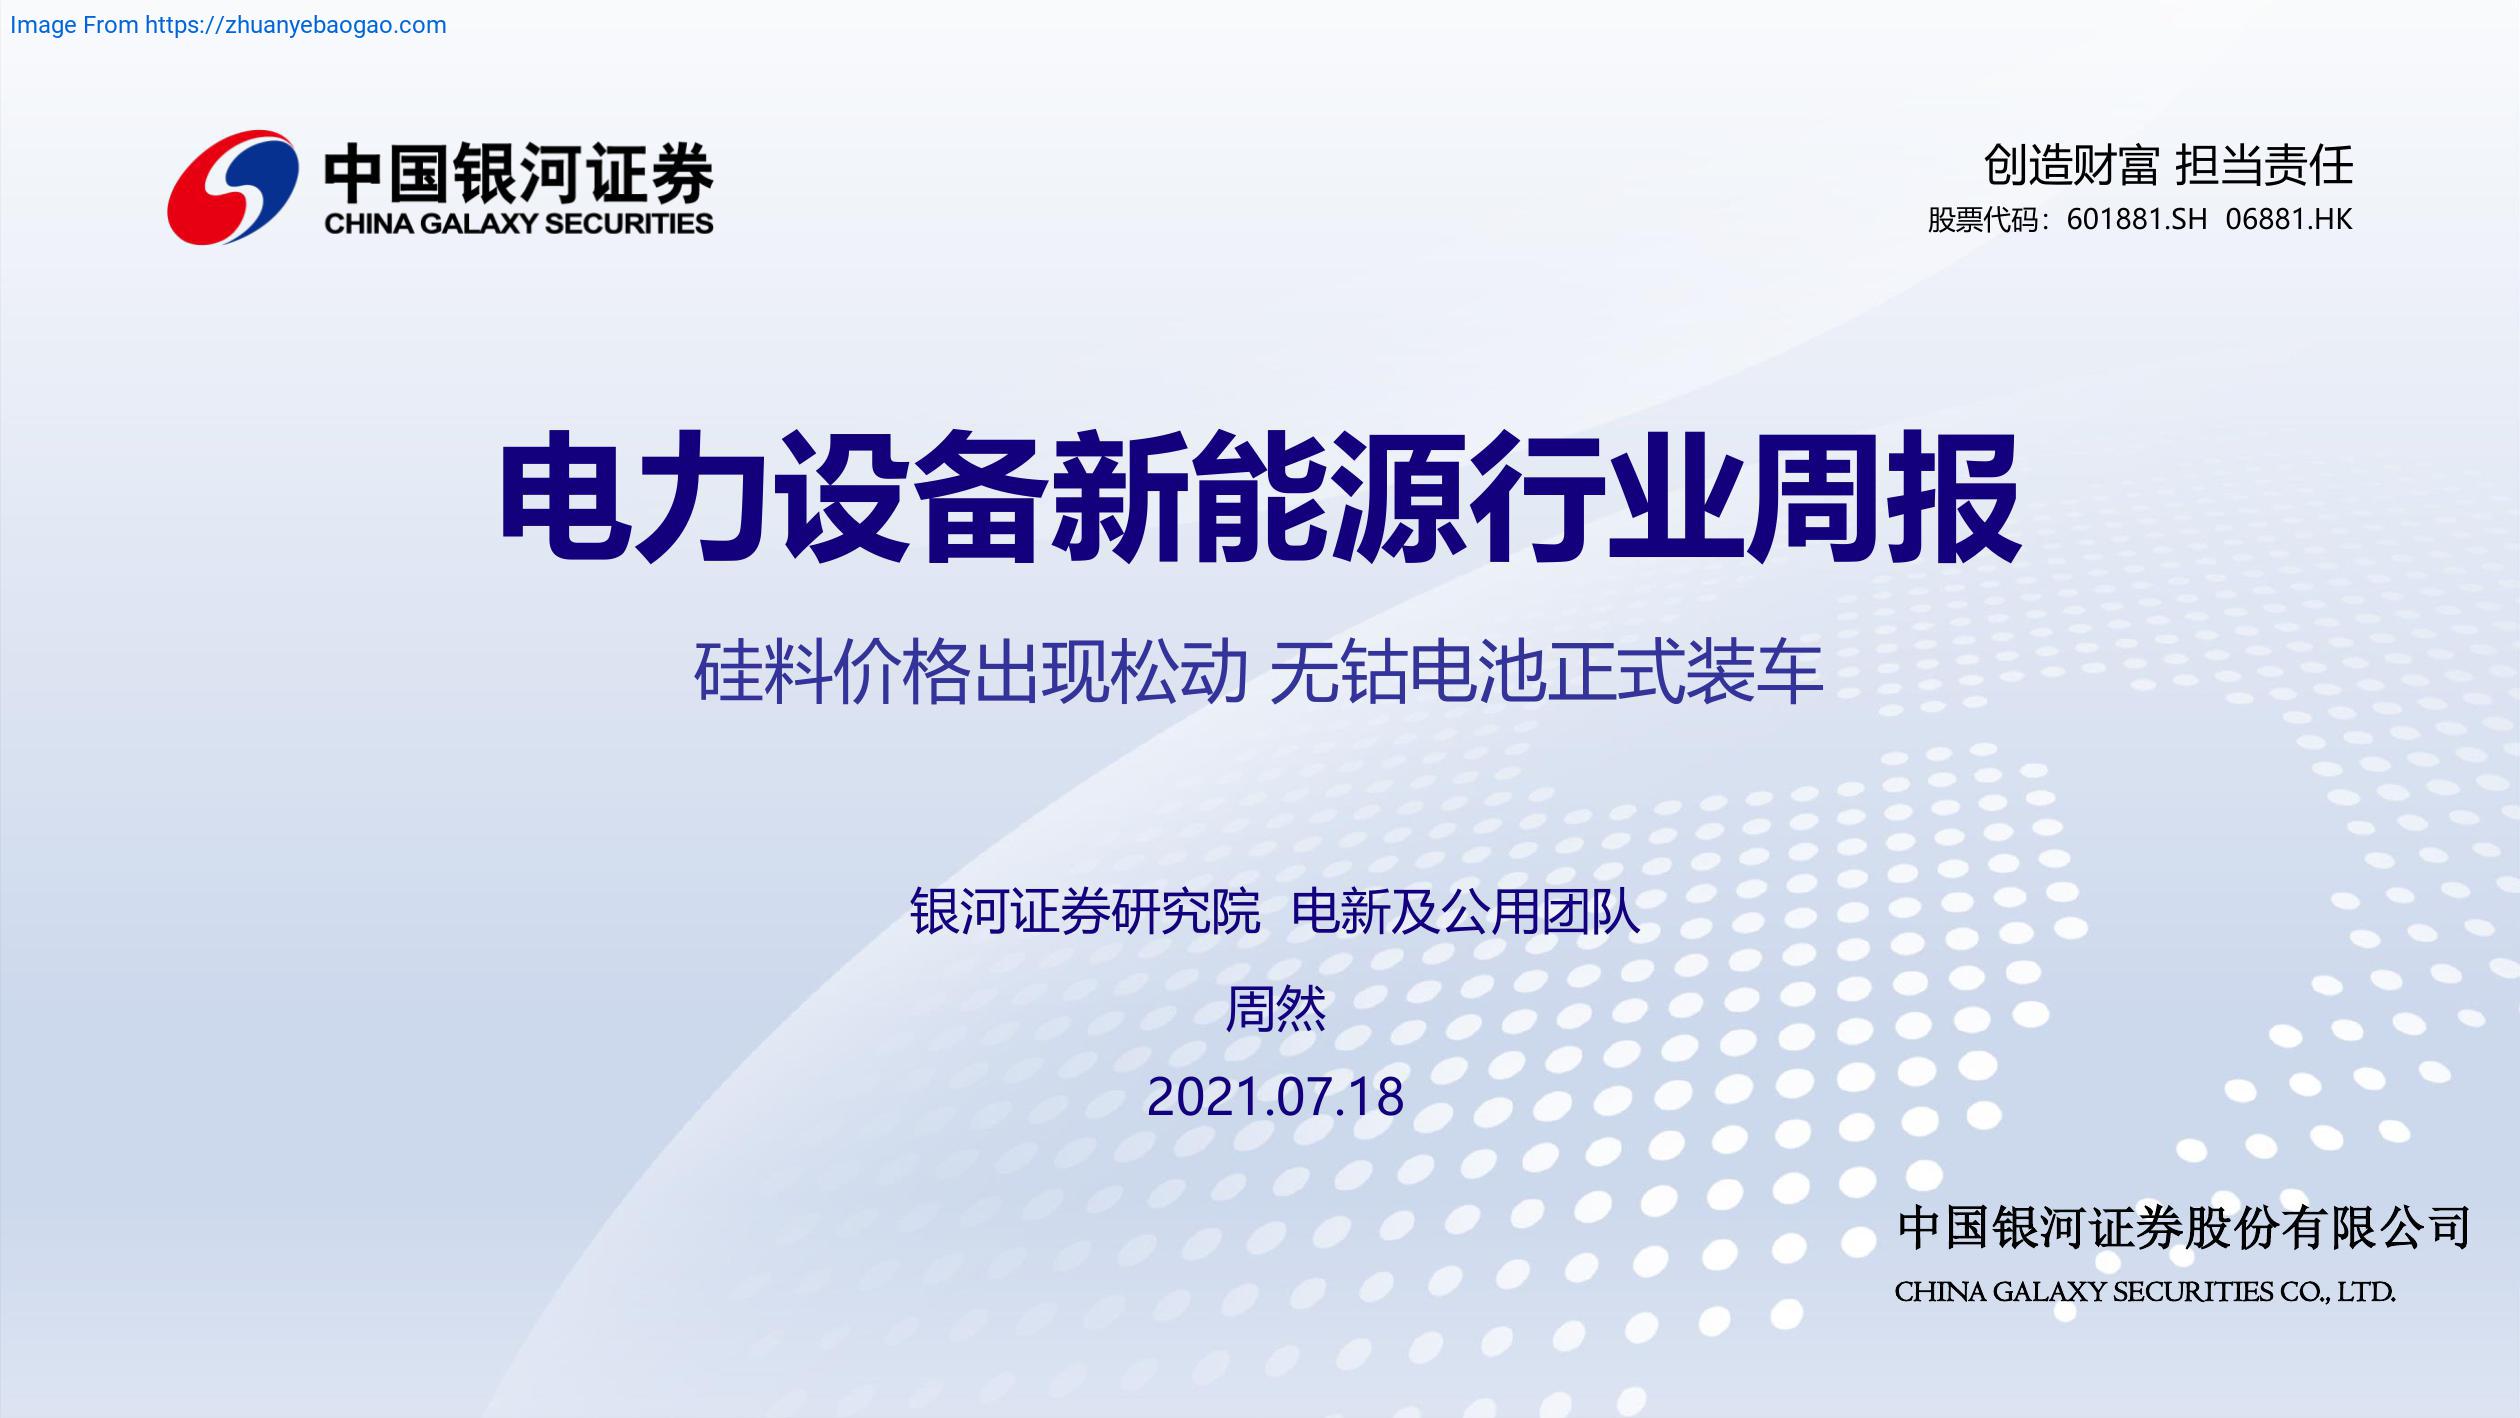 Image From https://zhuanyebaogao.com
中国银河证券
CHINA GALAXY SECURITIES
创造财富 担当责任
股票代码：601881.SH 06881.HK
电力设备新能源行业周报
硅料价格出现松动 无钴电池正式装车
银河证券研究院 电新及公用团队
周然
2021.07.18
中国银河证券股份有限公司
CHINA GALAXY SECURITIES CO., LTD.